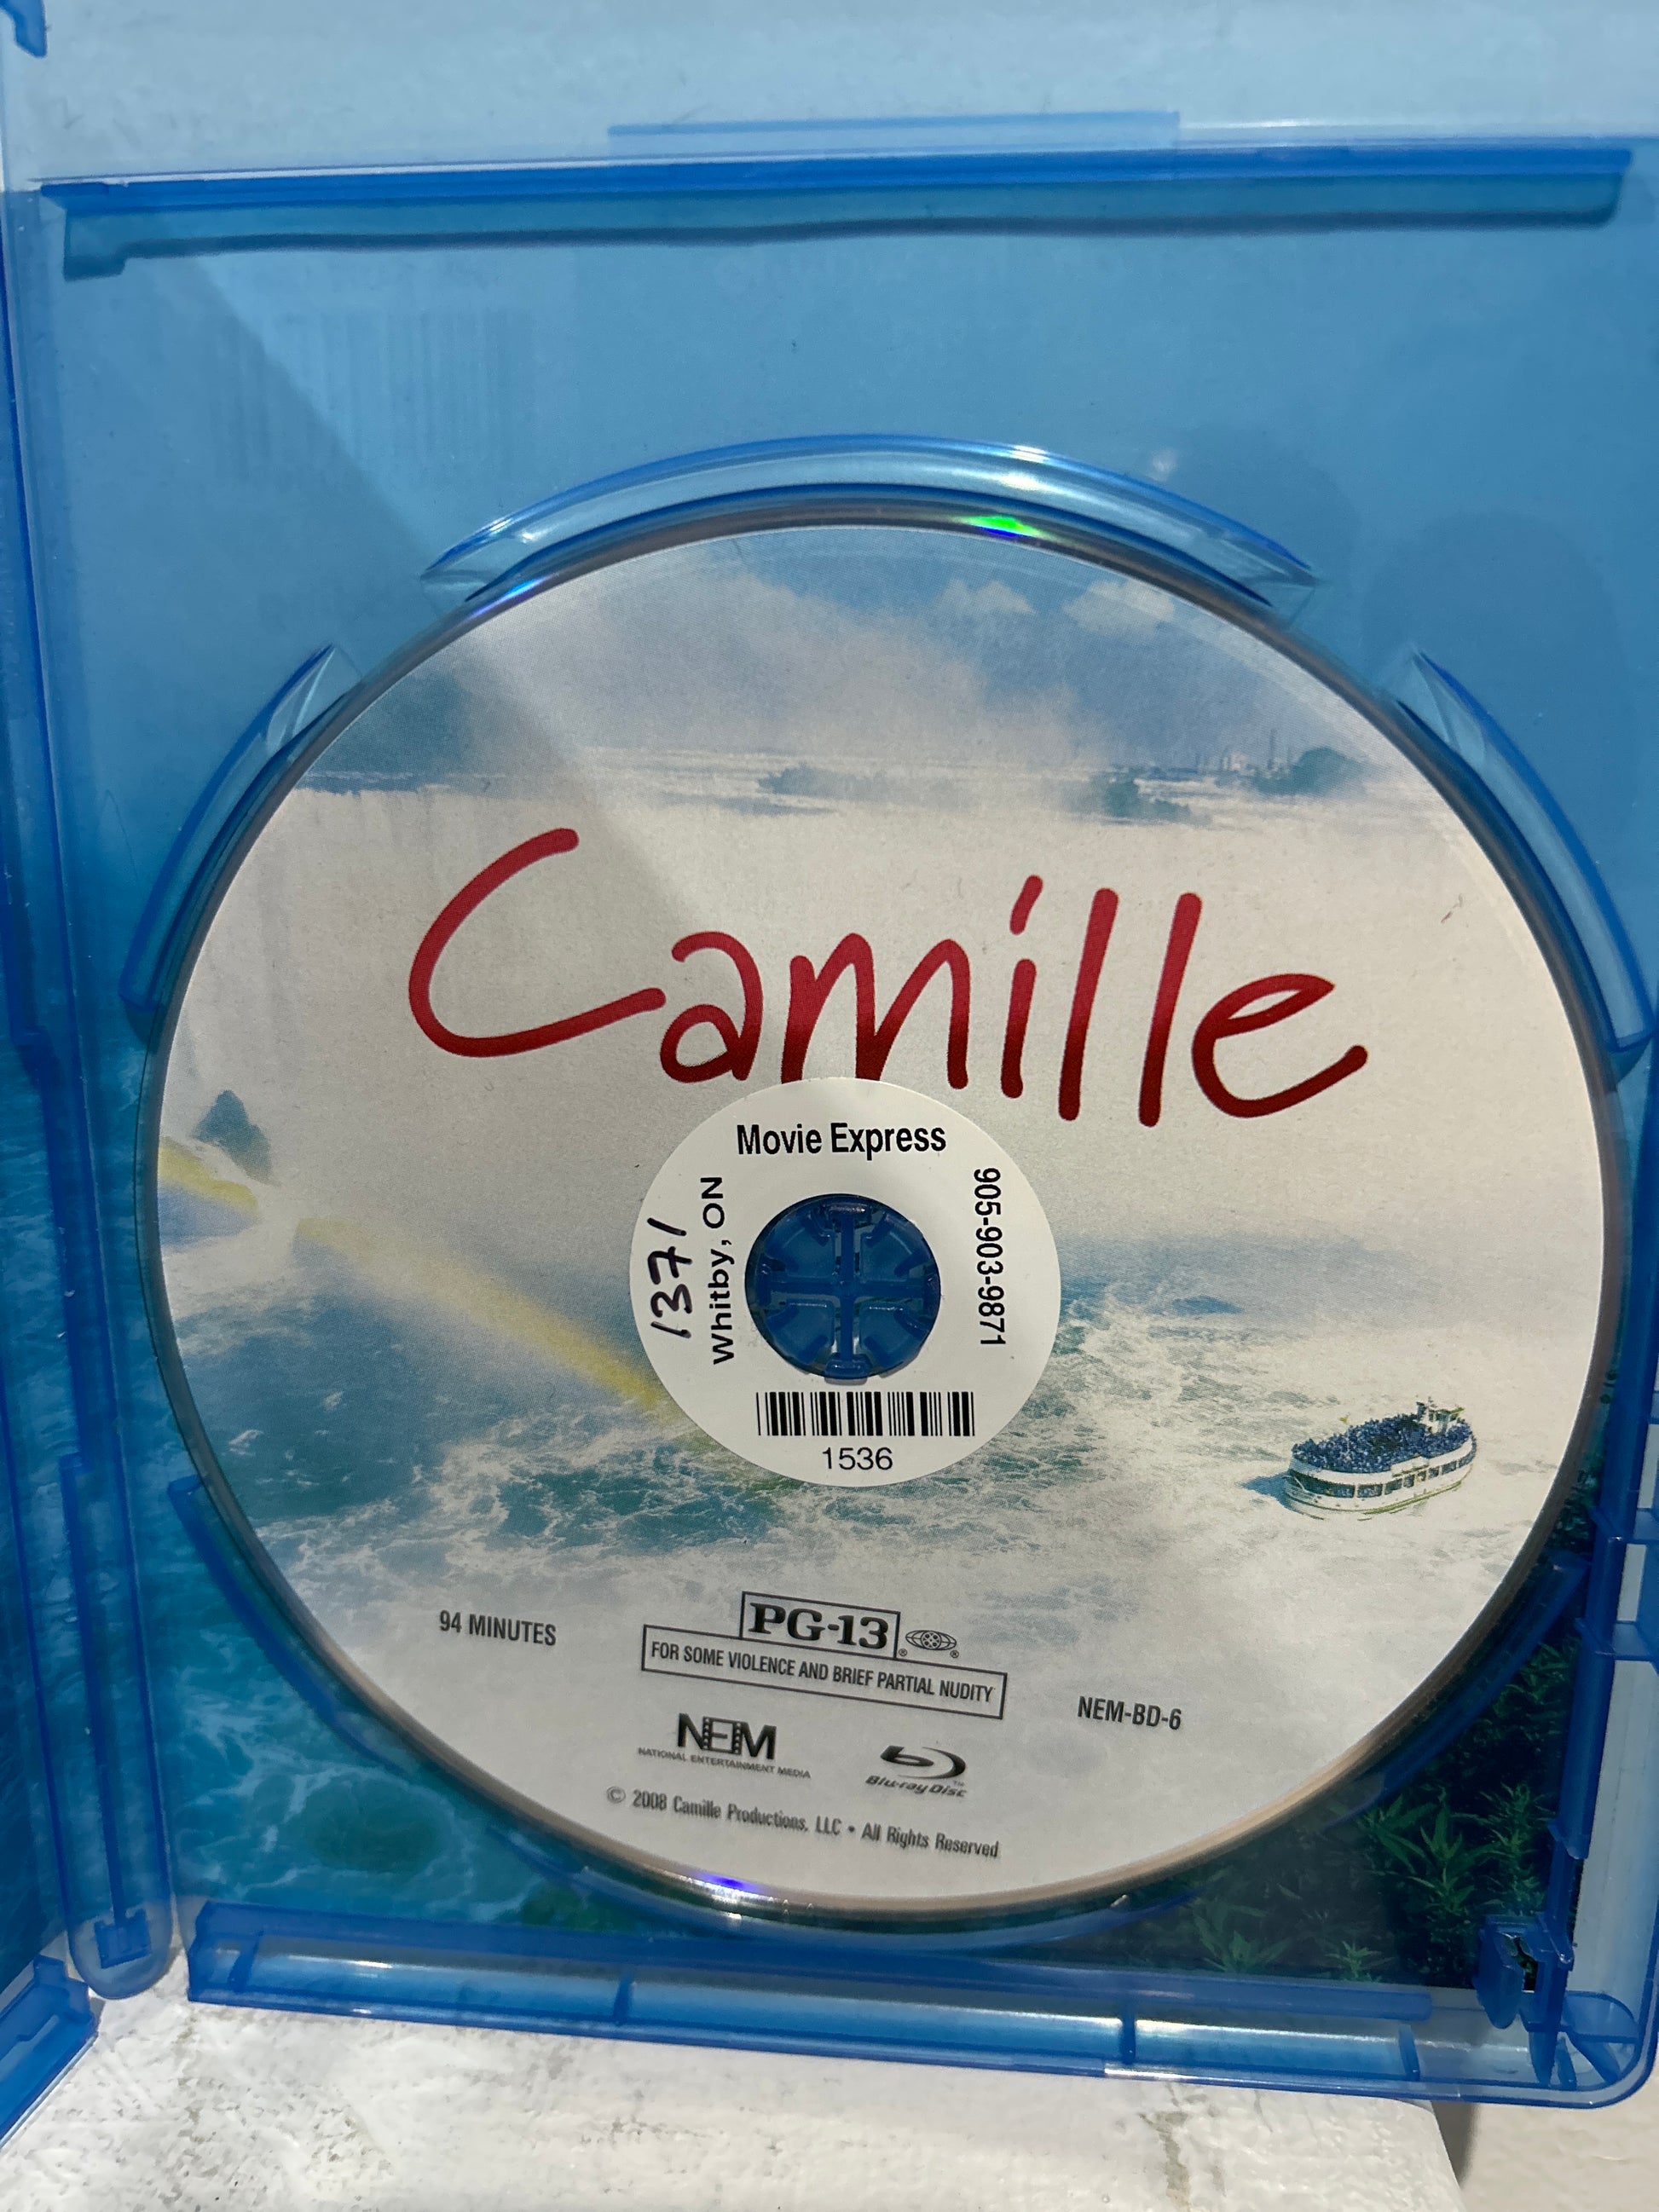 Camille
Movie Express
1371
Whitby, ON
905-903-9871
1536
94 MINUTES
PG-13
® ®
FOR SOME VIOLENCE AND BRIEF PARTIAL NUDITY
NEM-BD-6
NEM
NATIONAL ENTERTAINMENT MEDIA
Blu-ray Disc™
© 2008 Camille Productions, LLC • All Rights Reserved